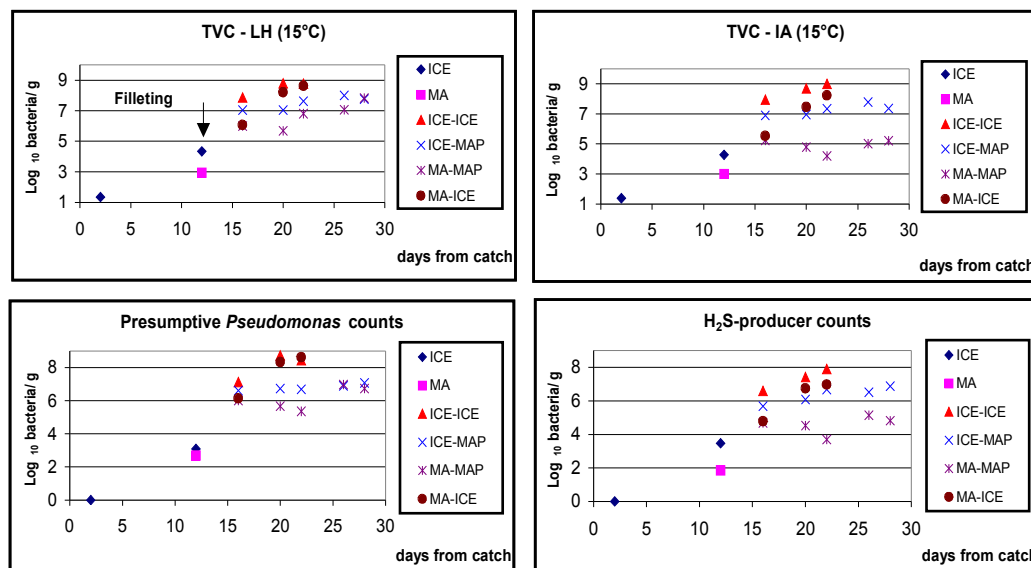 TVC - LH (15°C)
Filleting
Log 10 bacteria/ g
9
7
5
3
1
0 5 10 15 20 25 30
days from catch
ICE
MA
ICE-ICE
ICE-MAP
MA-MAP
MA-ICE
TVC - IA (15°C)
Log 10 bacteria/ g
9
7
5
3
1
0 5 10 15 20 25 30
days from catch
ICE
MA
ICE-ICE
ICE-MAP
MA-MAP
MA-ICE
Presumptive Pseudomonas counts
Log 10 bacteria/ g
8
6
4
2
0
0 5 10 15 20 25 30
days from catch
ICE
MA
ICE-ICE
ICE-MAP
MA-MAP
MA-ICE
H₂S-producer counts
Log 10 bacteria/ g
8
6
4
2
0
0 5 10 15 20 25 30
days from catch
ICE
MA
ICE-ICE
ICE-MAP
MA-MAP
MA-ICE